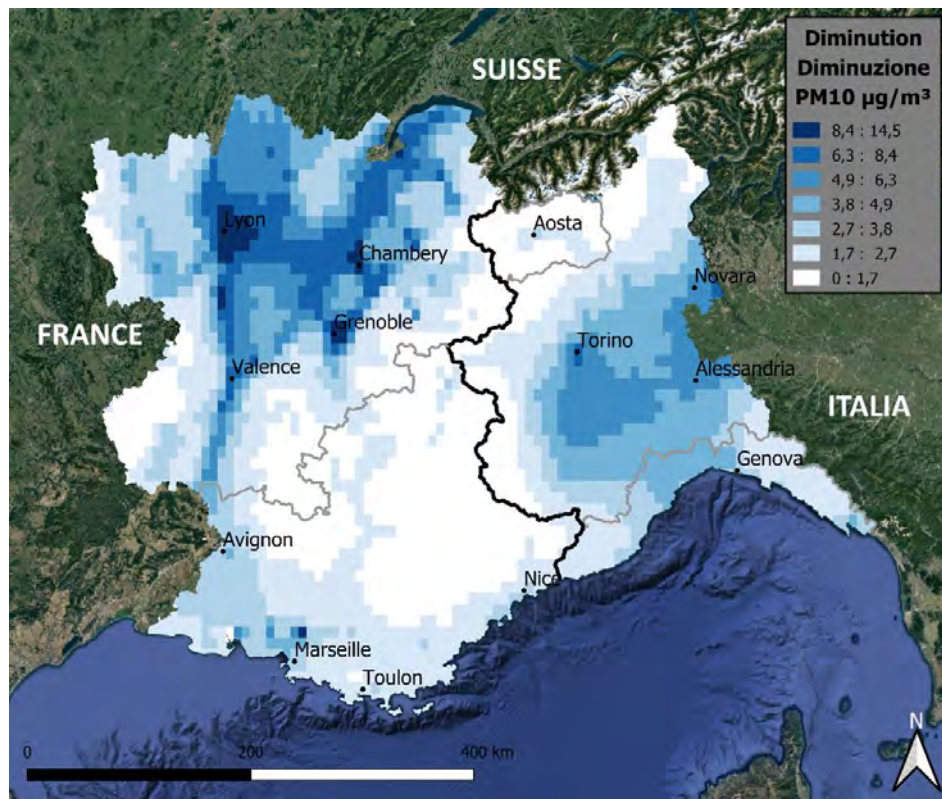 Diminution
Diminuzione
PM10 µg/m³
8,4 : 14,5
6,3 : 8,4
4,9 : 6,3
3,8 : 4,9
2,7 : 3,8
1,7 : 2,7
0 : 1,7
SUISSE
Lyon
Aosta
Chambery
Novara
FRANCE
Grenoble
Torino
Valence
Alessandria
ITALIA
Genova
Avignon
Nice
Marseille
Toulon
N
0 200 400 km